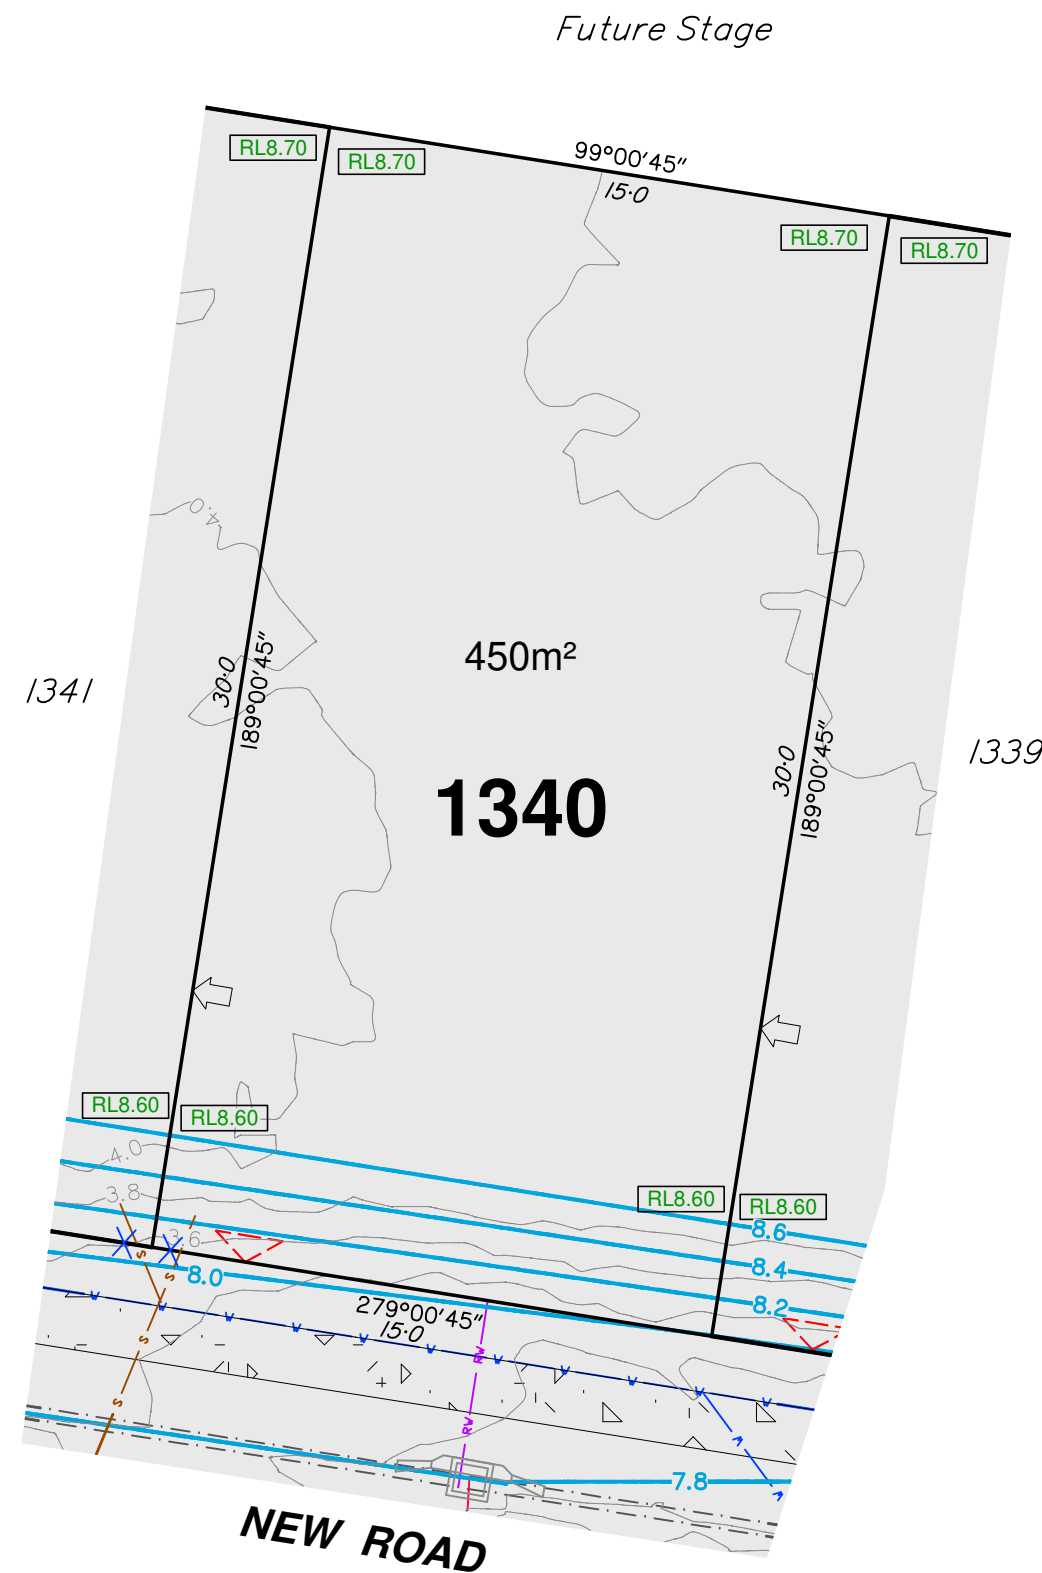 Future Stage
99°00'45"
15·0
RL8.70
RL8.70
RL8.70
RL8.70
4.0
450m²
30·0
189°00'45"
1341
1340
30·0
189°00'45"
1339
RL8.60
RL8.60
RL8.60
RL8.60
4.0
3.8
3.6
8.6
8.4
8.2
8.0
279°00'45"
15·0
S
S
S
S
W W W W W W W W W W W
RW
RW
W
W
7.8
NEW ROAD